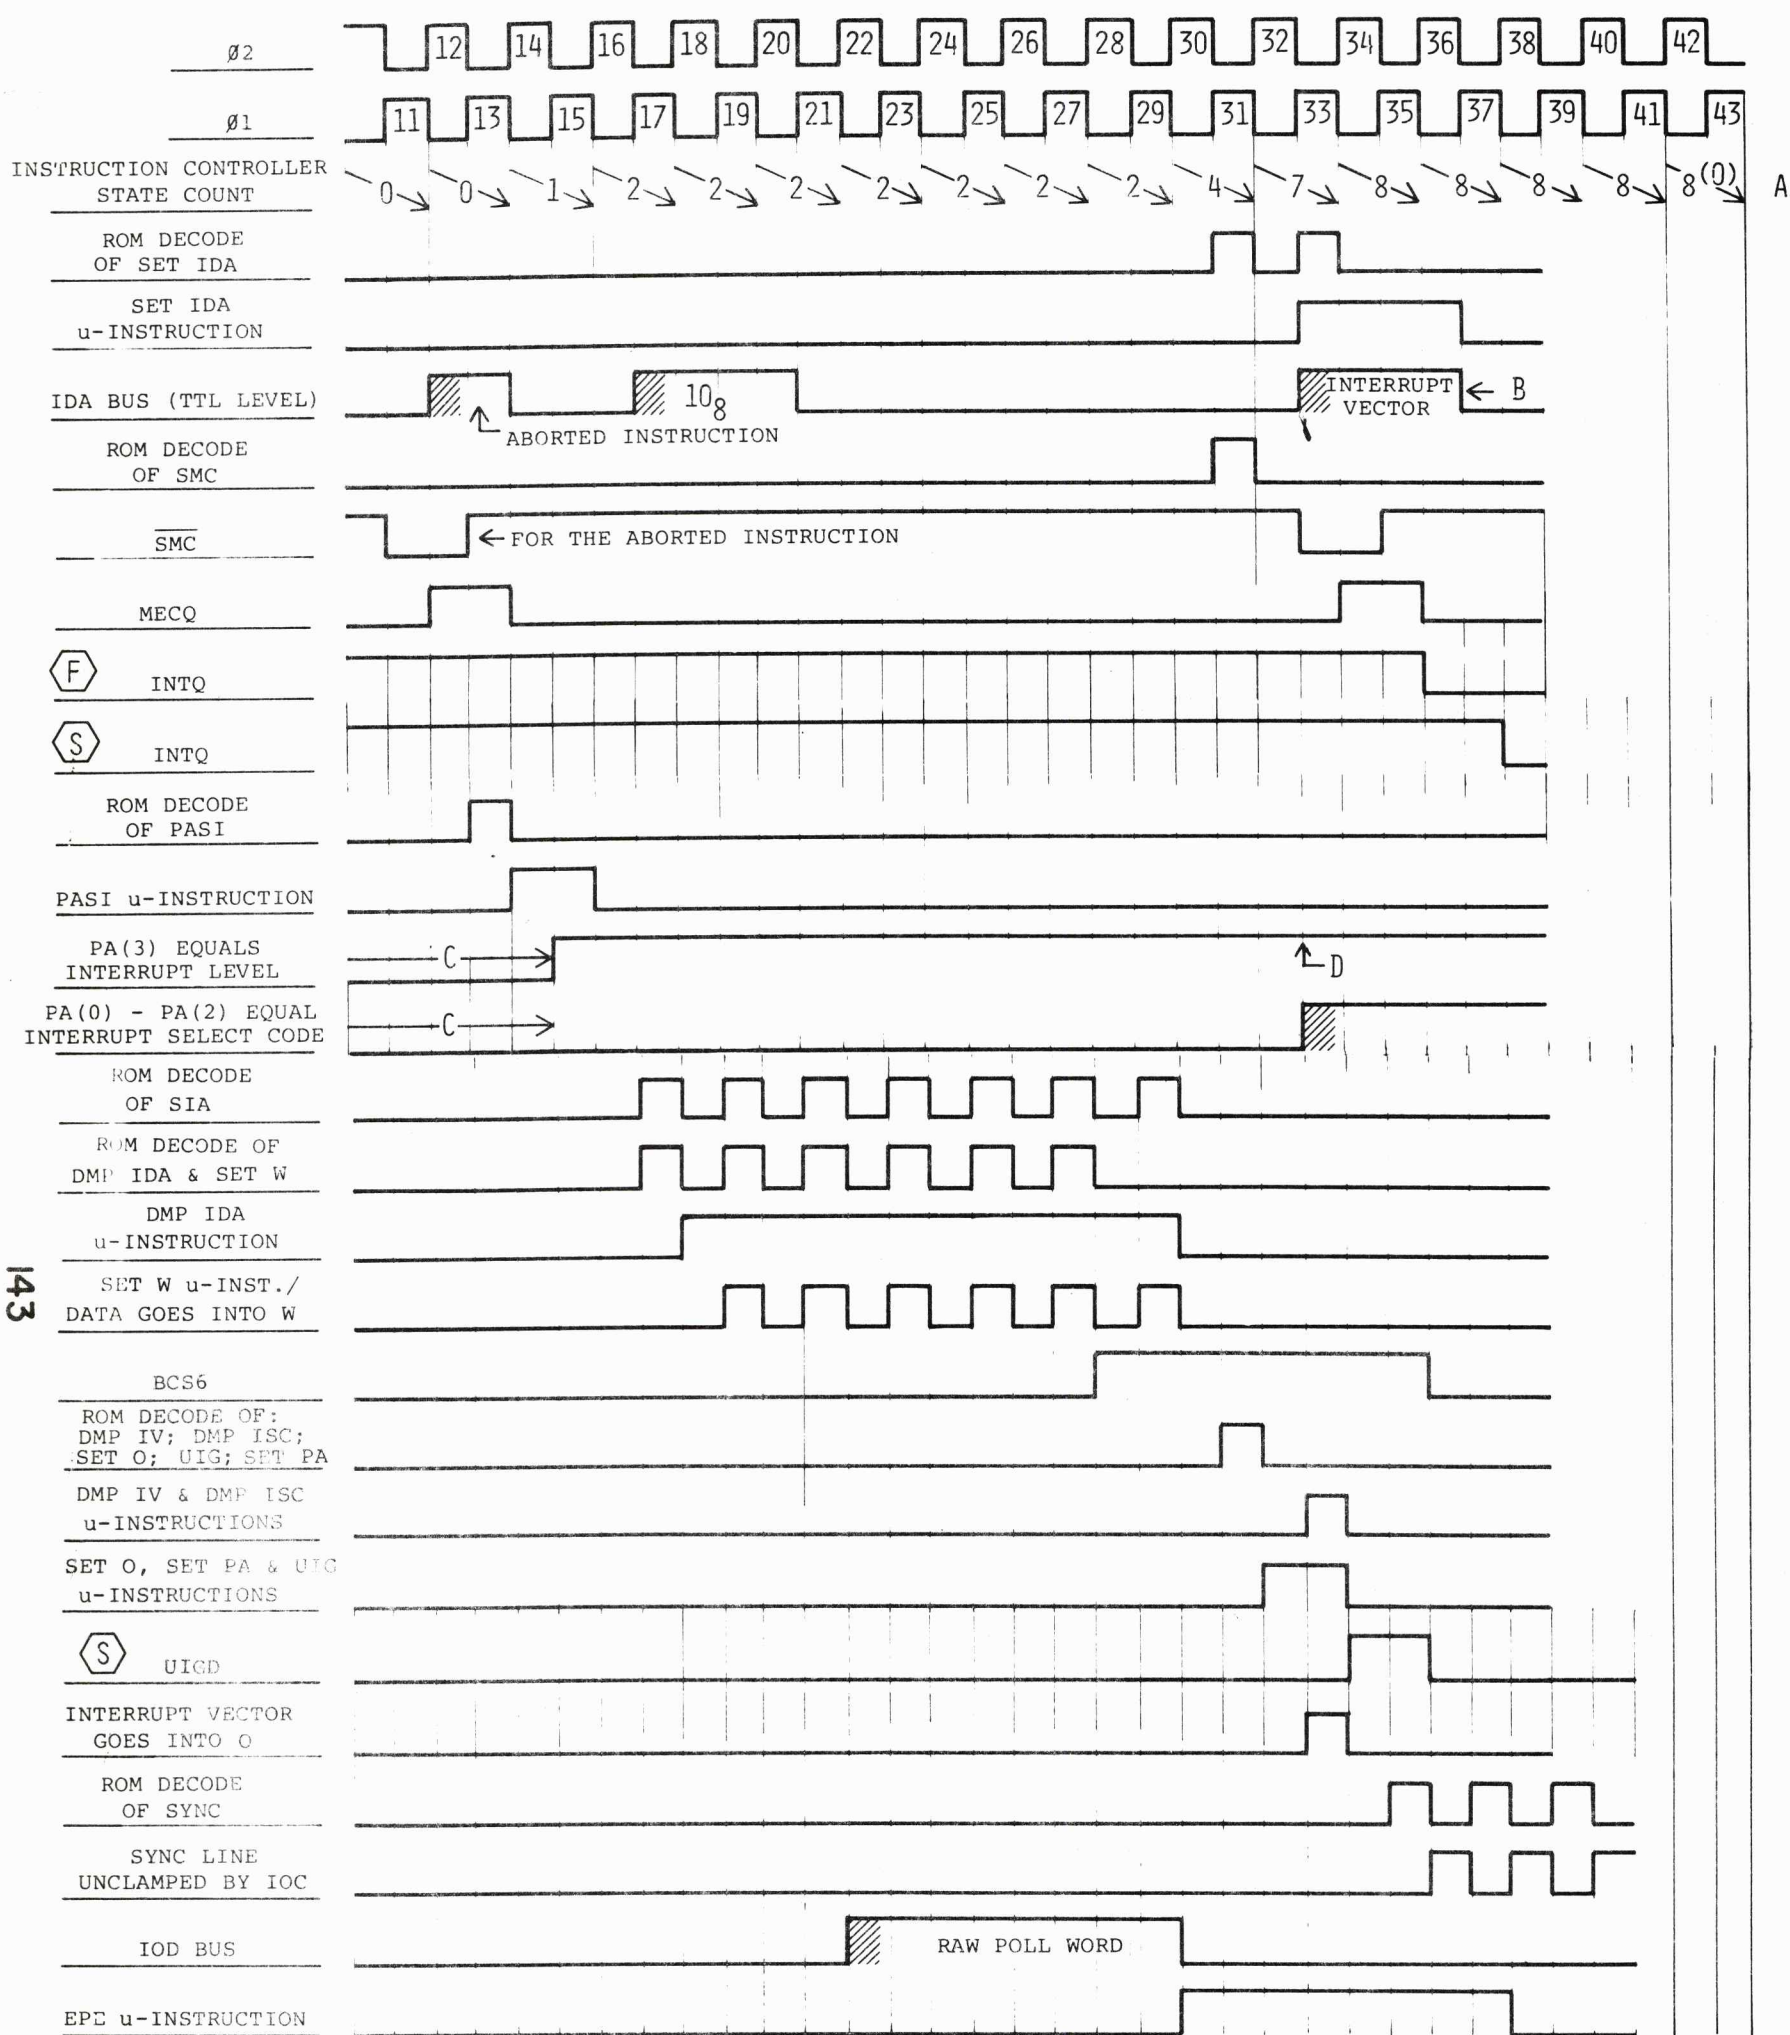 ø2
12 14 16 18 20 22 24 26 28 30 32 34 36 38 40 42
ø1
11 13 15 17 19 21 23 25 27 29 31 33 35 37 39 41 43
INSTRUCTION CONTROLLER
STATE COUNT
0 0 1 2 2 2 2 2 2 2 4 7 8 8 8 8 8(0) A
ROM DECODE
OF SET IDA
SET IDA
u-INSTRUCTION
IDA BUS (TTL LEVEL)
10₈
INTERRUPT
VECTOR
← B
ABORTED INSTRUCTION
ROM DECODE
OF SMC
SMC
← FOR THE ABORTED INSTRUCTION
MECQ
F INTQ
S INTQ
ROM DECODE
OF PASI
PASI u-INSTRUCTION
PA(3) EQUALS
INTERRUPT LEVEL
C
D
PA(0) - PA(2) EQUAL
INTERRUPT SELECT CODE
C
ROM DECODE
OF SIA
ROM DECODE OF
DMP IDA & SET W
DMP IDA
u-INSTRUCTION
SET W u-INST./
DATA GOES INTO W
143
BCS6
ROM DECODE OF:
DMP IV; DMP ISC;
SET O; UIG; SET PA
DMP IV & DMP ISC
u-INSTRUCTIONS
SET O, SET PA & UIG
u-INSTRUCTIONS
S UIGD
INTERRUPT VECTOR
GOES INTO O
ROM DECODE
OF SYNC
SYNC LINE
UNCLAMPED BY IOC
IOD BUS
RAW POLL WORD
EPE u-INSTRUCTION